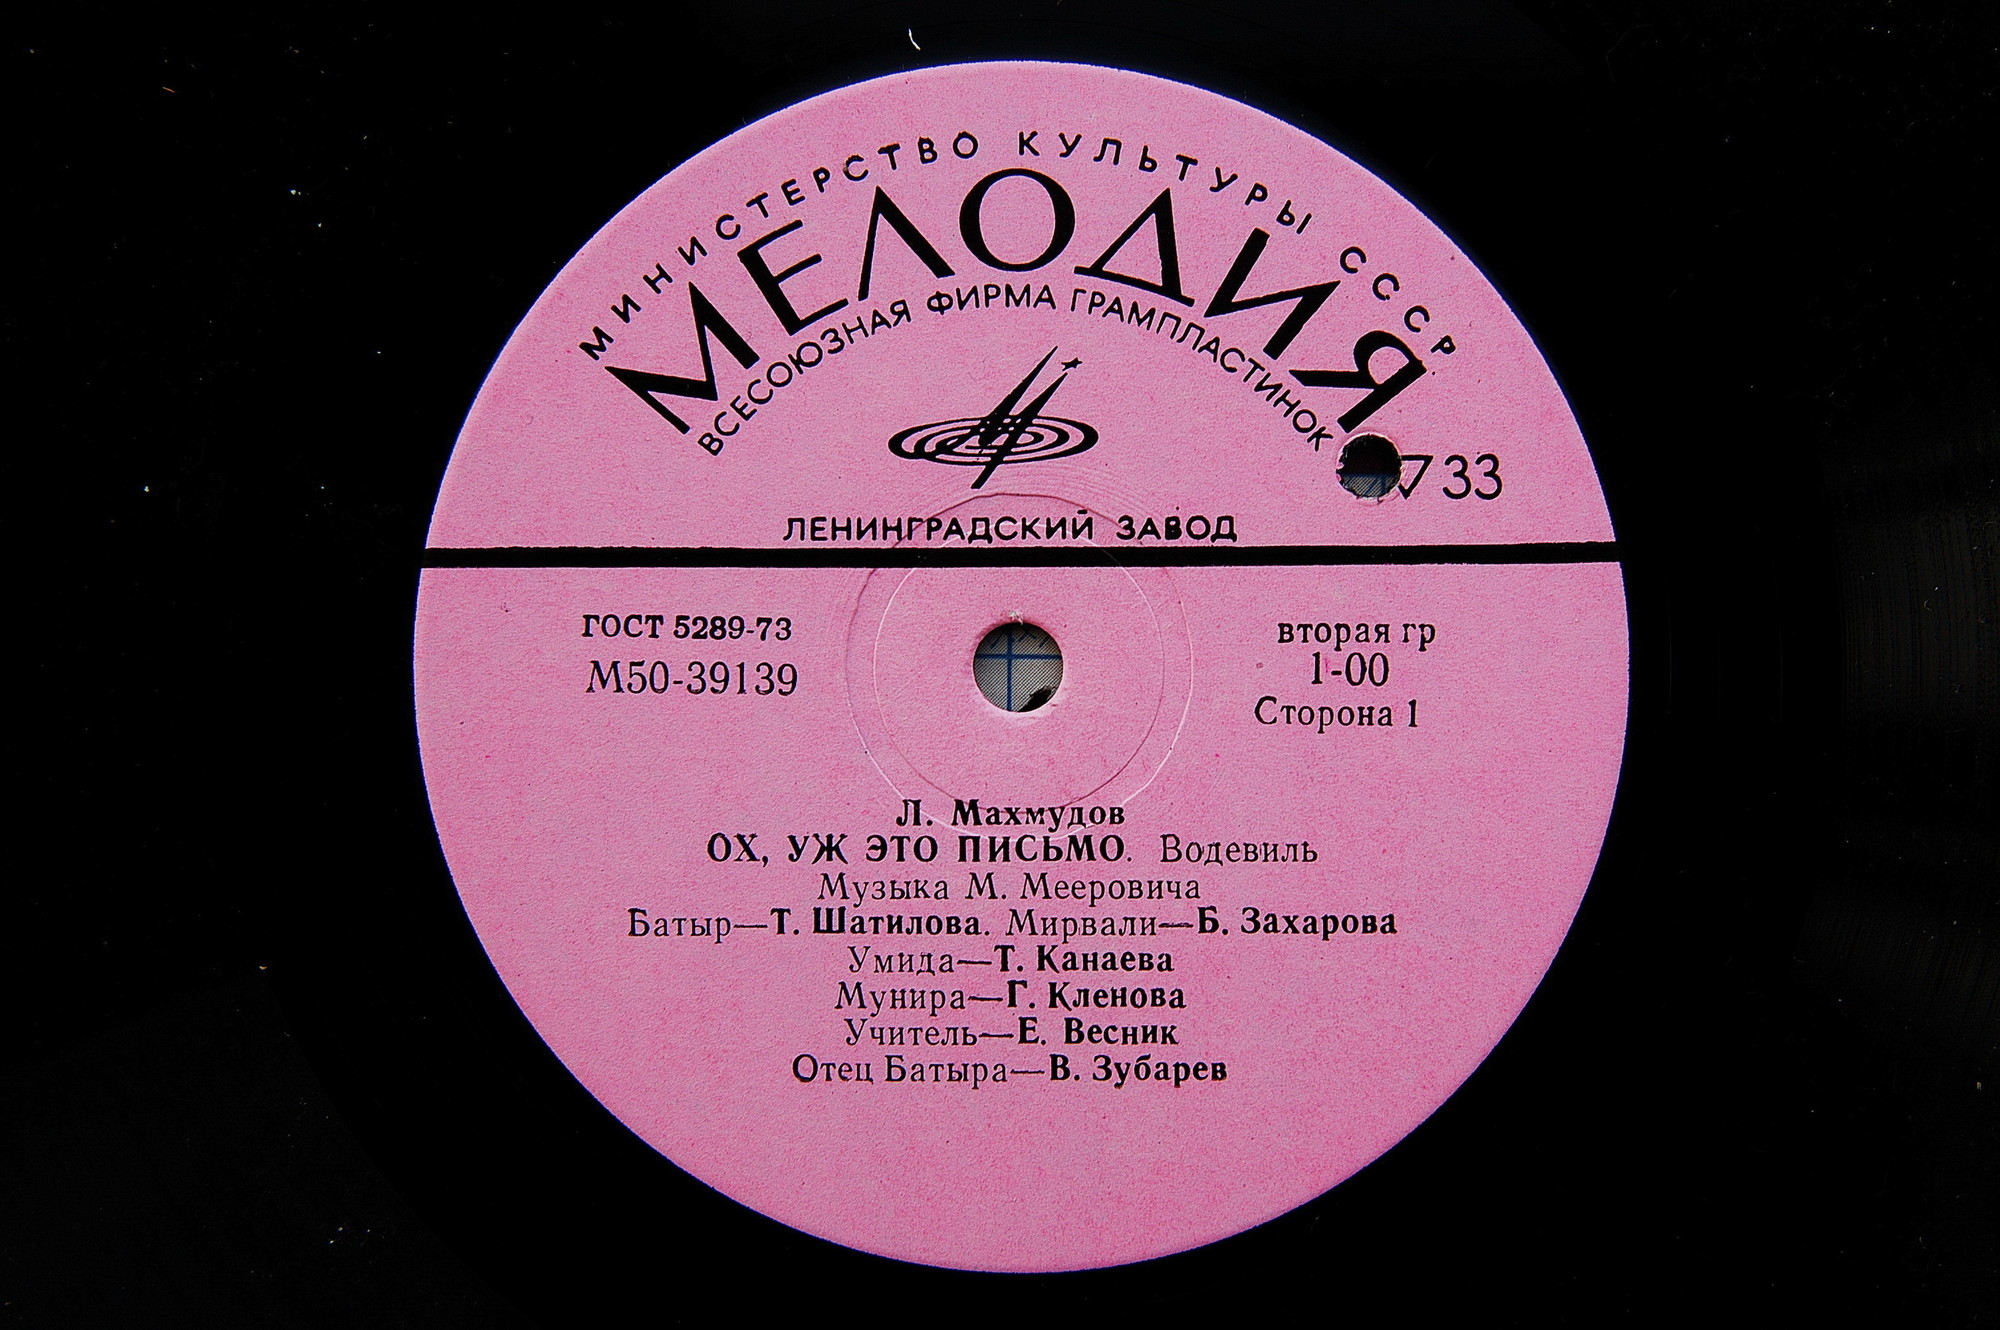 МИНИСТЕРСТВО КУЛЬТУРЫ СССР
МЕЛОДИЯ
ВСЕСОЮЗНАЯ ФИРМА ГРАМПЛАСТИНОК
33
ЛЕНИНГРАДСКИЙ ЗАВОД
ГОСТ 5289-73
М50-39139
вторая гр
1-00
Сторона 1
Л. Махмудов
ОХ, УЖ ЭТО ПИСЬМО. Водевиль
Музыка М. Мееровича
Батыр—Т. Шатилова. Мирвали—Б. Захарова
Умида—Т. Канаева
Мунира—Г. Кленова
Учитель—Е. Весник
Отец Батыра—В. Зубарев